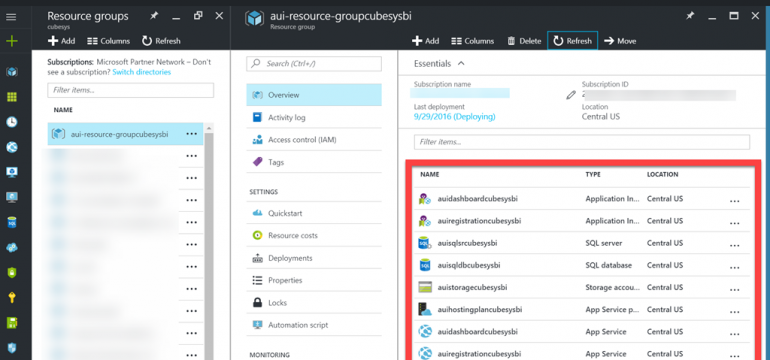 Resource groups
cubesys
Add
Columns
Refresh
Subscriptions: Microsoft Partner Network – Don't
see a subscription? Switch directories
Filter items...
NAME
aui-resource-groupcubesysbi
aui-resource-groupcubesysbi
Resource group
Search (Ctrl+/)
Overview
Activity log
Access control (IAM)
Tags
SETTINGS
Quickstart
Resource costs
Deployments
Properties
Locks
Automation script
MONITORING
Add
Columns
Delete
Refresh
Move
Essentials
Subscription name
Subscription ID
Last deployment
Location
9/29/2016 (Deploying)
Central US
Filter items...
NAME TYPE LOCATION
auidashboardcubesysbi Application In... Central US ...
auiregistrationcubesysbi Application In... Central US ...
auisqlsrcubesysbi SQL server Central US ...
auisqldbcubesysbi SQL database Central US ...
auistoragecubesysbi Storage accou... Central US ...
auihostingplancubesysbi App Service p... Central US ...
auidashboardcubesysbi App Service Central US ...
auiregistrationcubesysbi App Service Central US ...